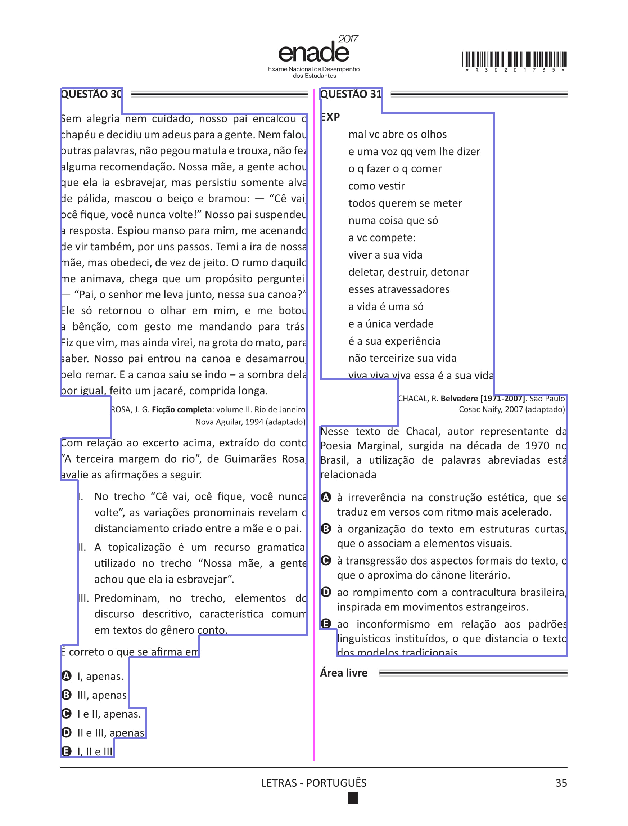 enade 2017
Exame Nacional de Desempenho
dos Estudantes
QUESTÃO 30
Sem alegria nem cuidado, nosso pai encalcou o
chapéu e decidiu um adeus para a gente. Nem falou
outras palavras, não pegou matula e trouxa, não fez
alguma recomendação. Nossa mãe, a gente achou
que ela ia esbravejar, mas persistiu somente alva
de pálida, mascou o beiço e bramou: — “Cê vai,
ocê fique, você nunca volte!” Nosso pai suspendeu
a resposta. Espiou manso para mim, me acenando
de vir também, por uns passos. Temi a ira de nossa
mãe, mas obedeci, de vez de jeito. O rumo daquilo
me animava, chega que um propósito perguntei:
— “Pai, o senhor me leva junto, nessa sua canoa?”
Ele só retornou o olhar em mim, e me botou
a bênção, com gesto me mandando para trás.
Fiz que vim, mas ainda virei, na grota do mato, para
saber. Nosso pai entrou na canoa e desamarrou,
pelo remar. E a canoa saiu se indo – a sombra dela
por igual, feito um jacaré, comprida longa.
ROSA, J. G. Ficção completa: volume II. Rio de Janeiro:
Nova Aguilar, 1994 (adaptado).
Com relação ao excerto acima, extraído do conto
“A terceira margem do rio”, de Guimarães Rosa,
avalie as afirmações a seguir.
I. No trecho “Cê vai, ocê fique, você nunca
volte”, as variações pronominais revelam o
distanciamento criado entre a mãe e o pai.
II. A topicalização é um recurso gramatical
utilizado no trecho “Nossa mãe, a gente
achou que ela ia esbravejar”.
III. Predominam, no trecho, elementos do
discurso descritivo, característica comum
em textos do gênero conto.
É correto o que se afirma em
A I, apenas.
B III, apenas.
C I e II, apenas.
D II e III, apenas.
E I, II e III.
QUESTÃO 31
EXP
mal vc abre os olhos
e uma voz qq vem lhe dizer
o q fazer o q comer
como vestir
todos querem se meter
numa coisa que só
a vc compete:
viver a sua vida
deletar, destruir, detonar
esses atravessadores
a vida é uma só
e a única verdade
é a sua experiência
não terceirize sua vida
viva viva viva essa é a sua vida
CHACAL, R. Belvedere [1971-2007]. São Paulo:
Cosac Naify, 2007 (adaptado).
Nesse texto de Chacal, autor representante da
Poesia Marginal, surgida na década de 1970 no
Brasil, a utilização de palavras abreviadas está
relacionada
A à irreverência na construção estética, que se
traduz em versos com ritmo mais acelerado.
B à organização do texto em estruturas curtas,
que o associam a elementos visuais.
C à transgressão dos aspectos formais do texto, o
que o aproxima do cânone literário.
D ao rompimento com a contracultura brasileira,
inspirada em movimentos estrangeiros.
E ao inconformismo em relação aos padrões
linguísticos instituídos, o que distancia o texto
dos modelos tradicionais.
Área livre
LETRAS - PORTUGUÊS
35